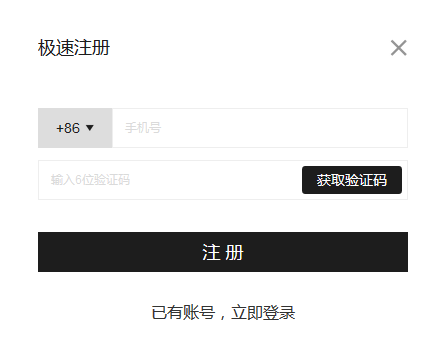 极速注册
+86 手机号
输入6位验证码 获取验证码
注 册
已有账号，立即登录